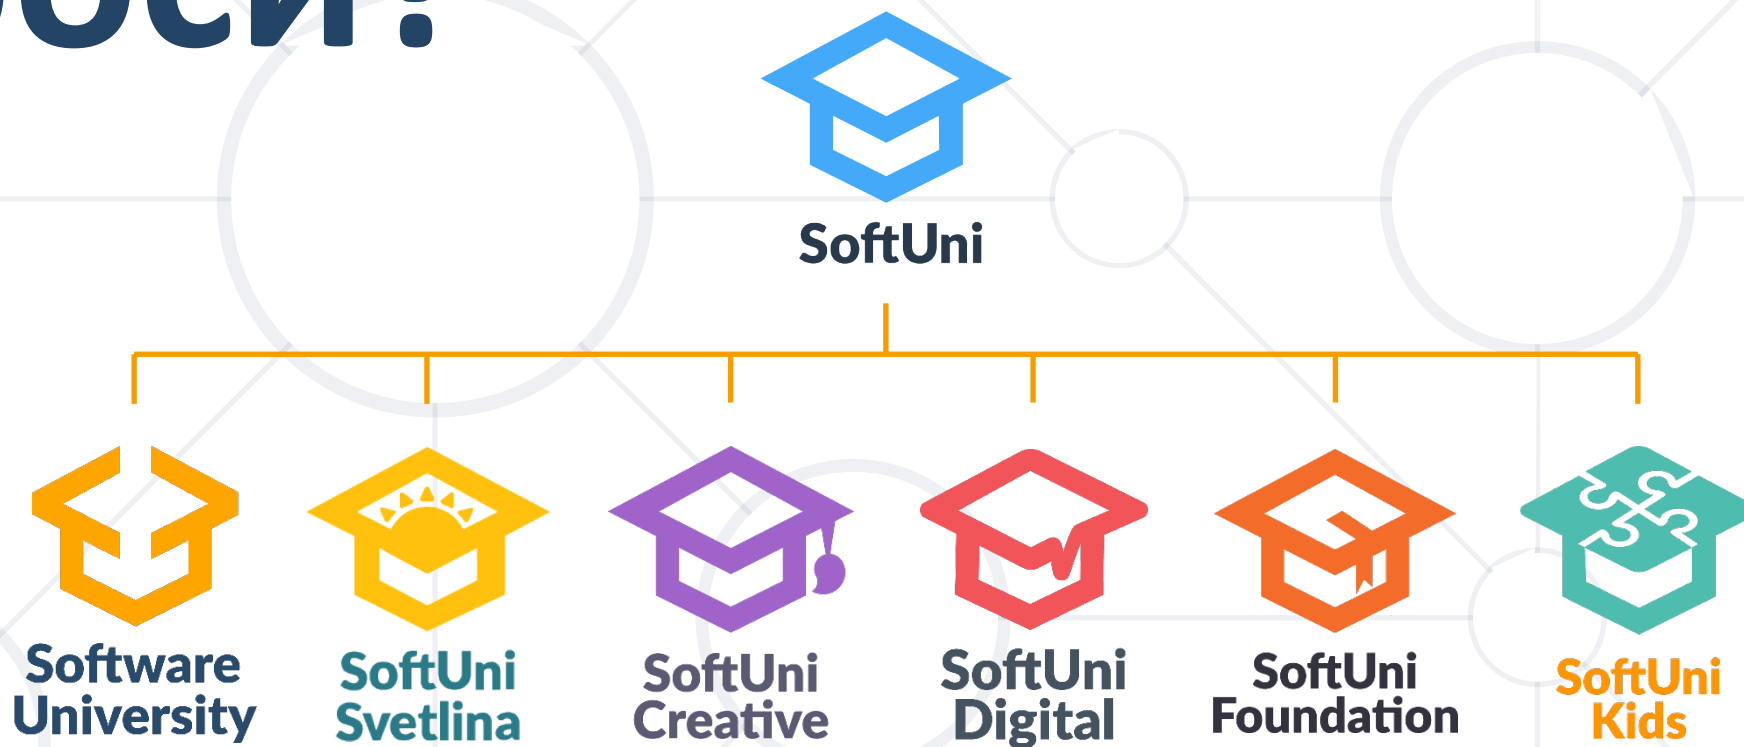 SoftUni
Software
University
SoftUni
Svetlina
SoftUni
Creative
SoftUni
Digital
SoftUni
Foundation
SoftUni
Kids